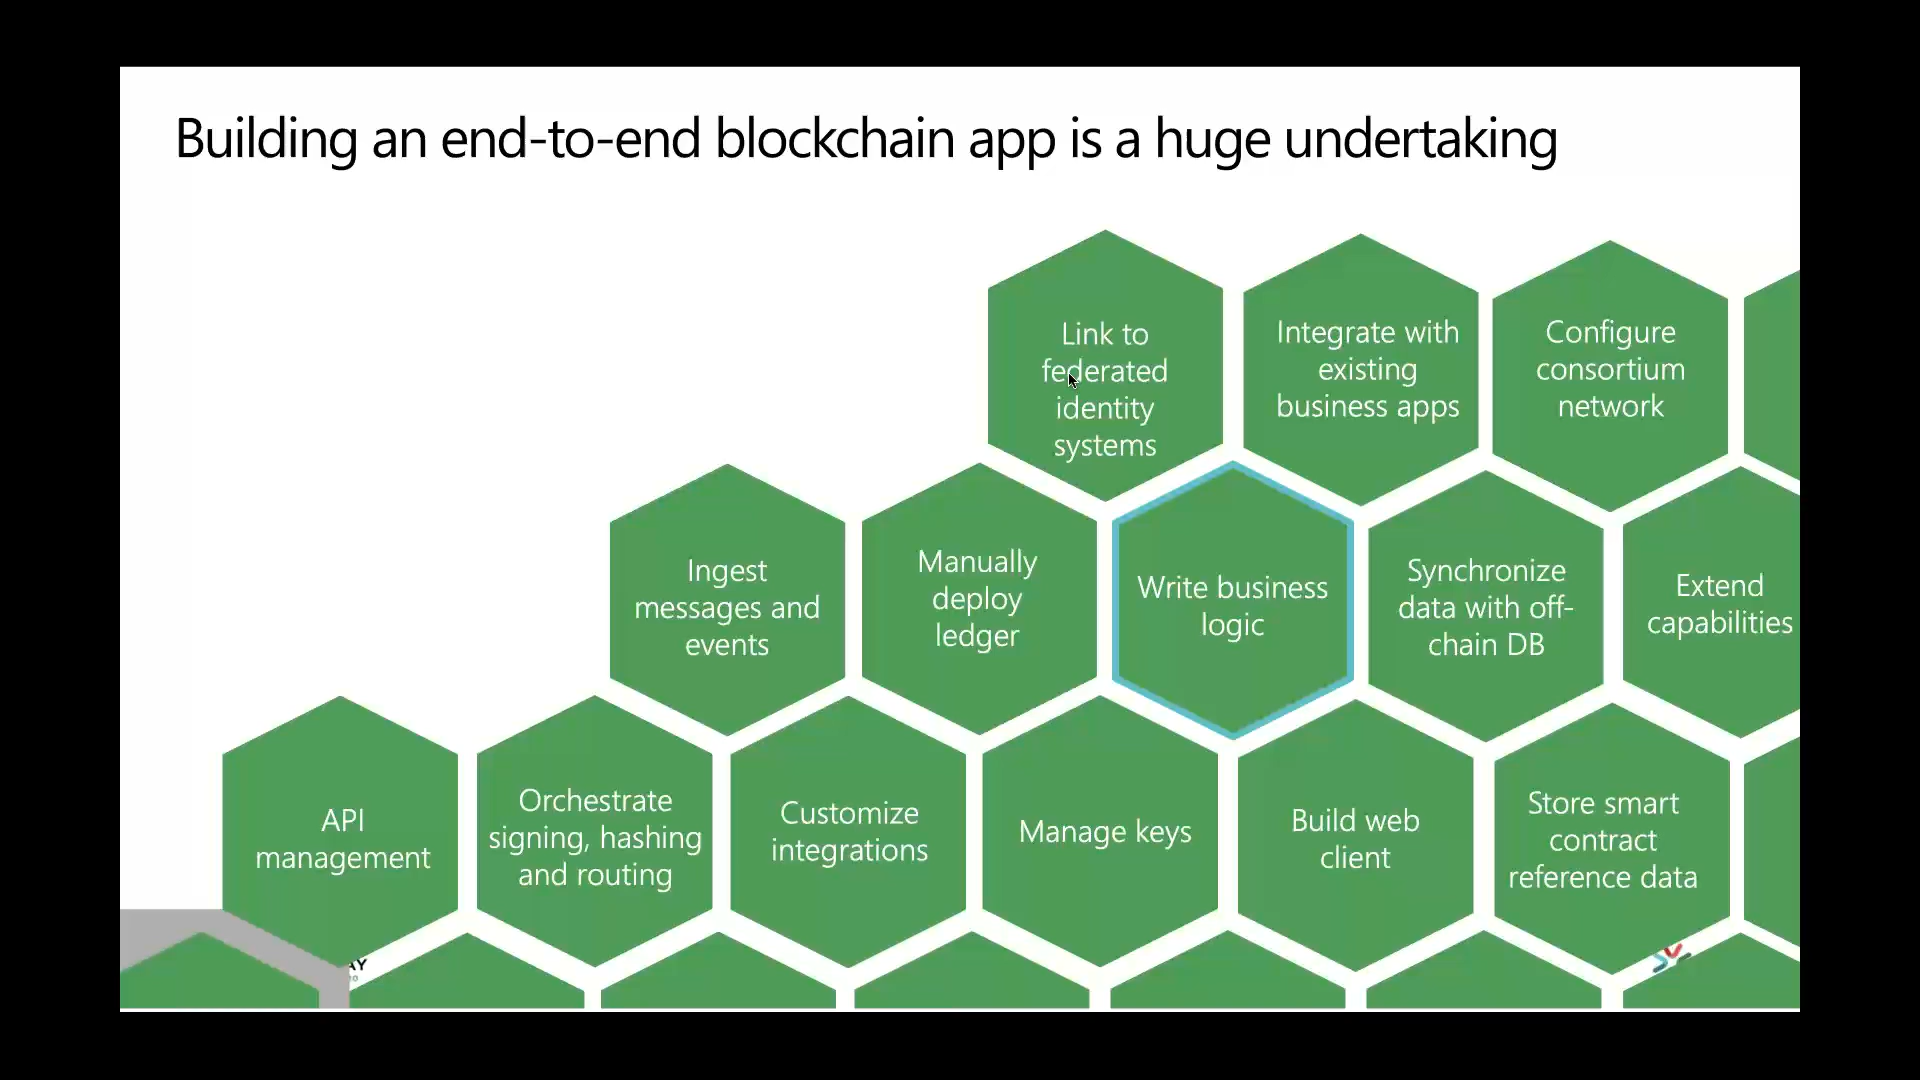 Building an end-to-end blockchain app is a huge undertaking
Link to
federated
identity
systems
Integrate with
existing
business apps
Configure
consortium
network
Ingest
messages and
events
Manually
deploy
ledger
Write business
logic
Synchronize
data with off-
chain DB
Extend
capabilities
API
management
Orchestrate
signing, hashing
and routing
Customize
integrations
Manage keys
Build web
client
Store smart
contract
reference data